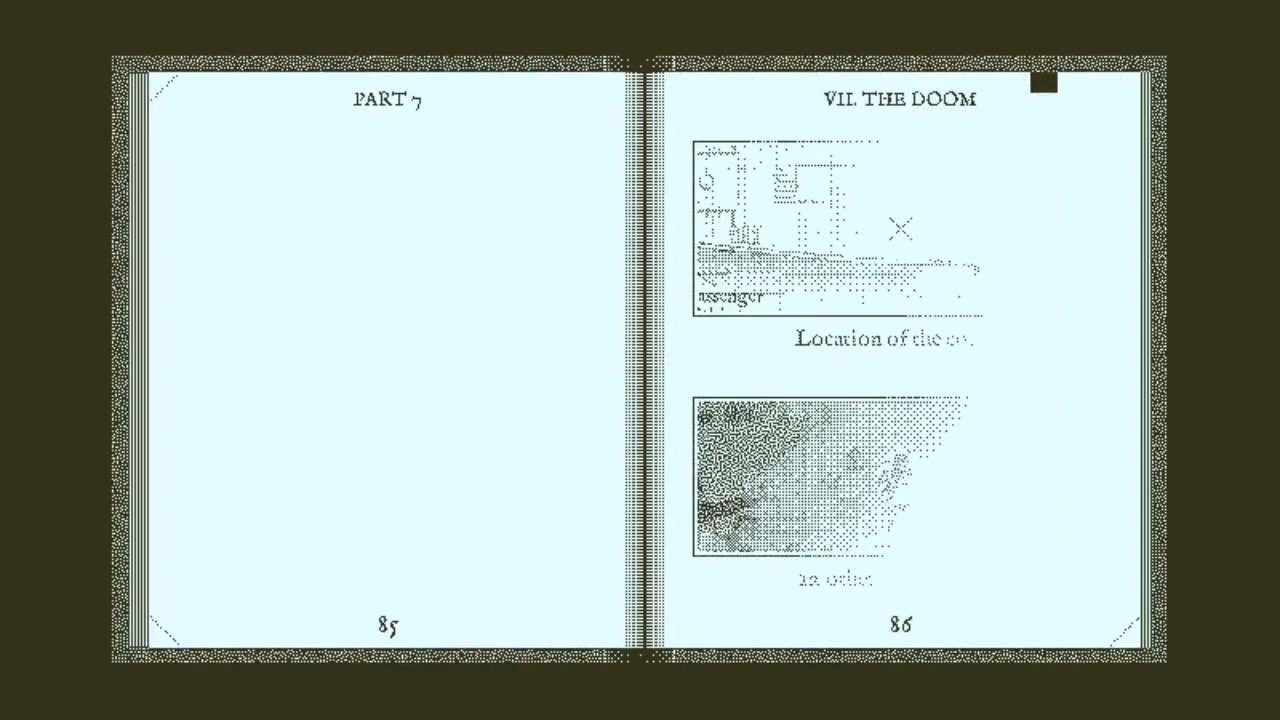 PART 7
VII. THE DOOM
assenger
Location of the
85
86